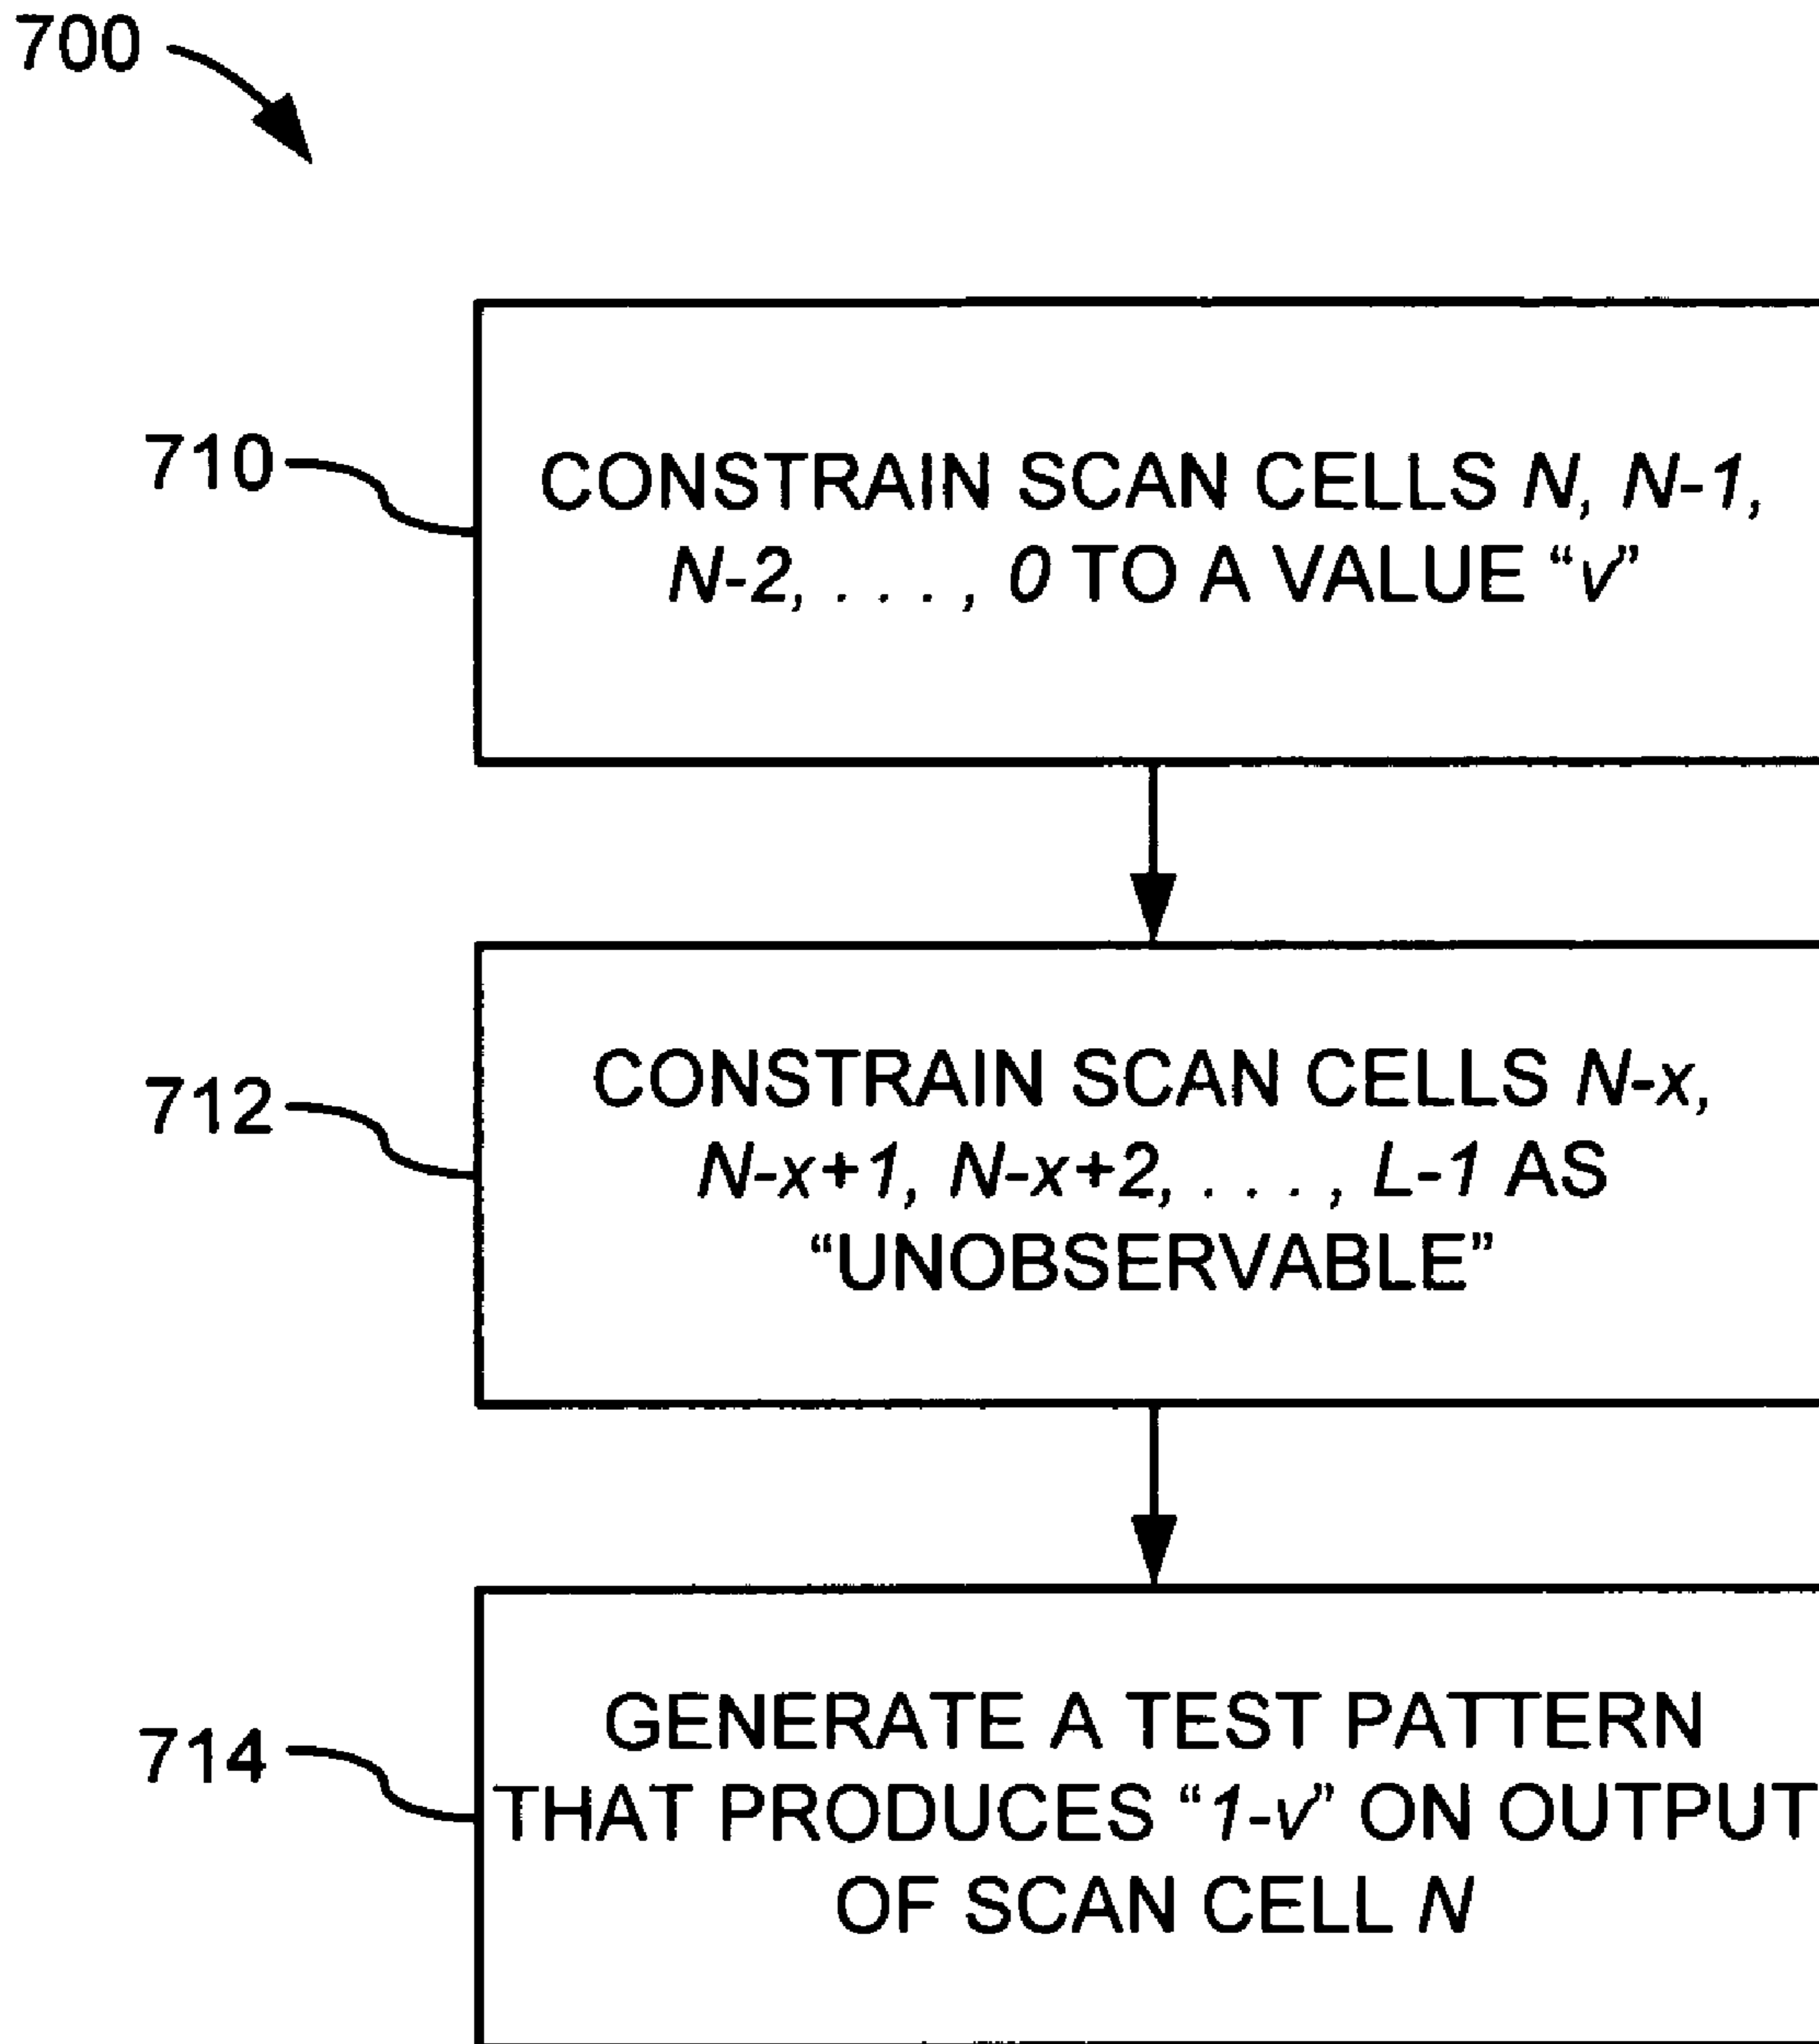 700
710
CONSTRAIN SCAN CELLS N, N-1,
N-2, . . . , 0 TO A VALUE “v”
712
CONSTRAIN SCAN CELLS N-x,
N-x+1, N-x+2, . . . , L-1 AS
“UNOBSERVABLE”
714
GENERATE A TEST PATTERN
THAT PRODUCES “1-v” ON OUTPUT
OF SCAN CELL N